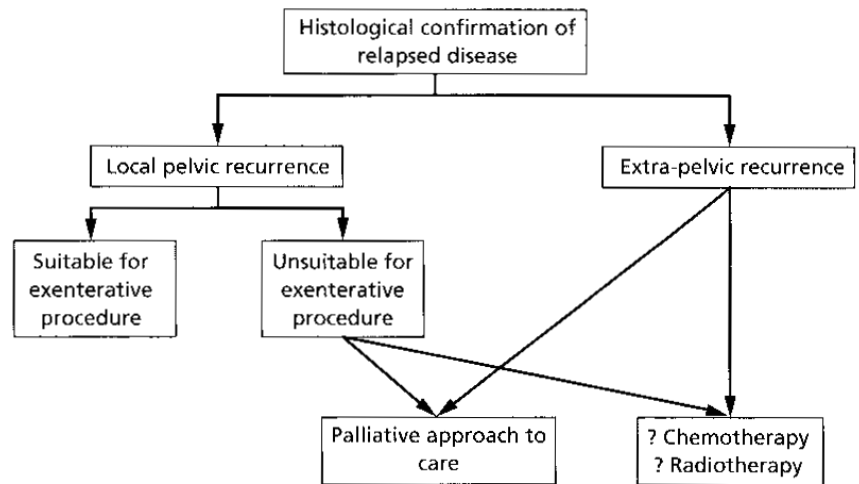 Histological confirmation of
relapsed disease
Local pelvic recurrence
Extra-pelvic recurrence
Suitable for
exenterative
procedure
Unsuitable for
exenterative
procedure
Palliative approach to
care
? Chemotherapy
? Radiotherapy